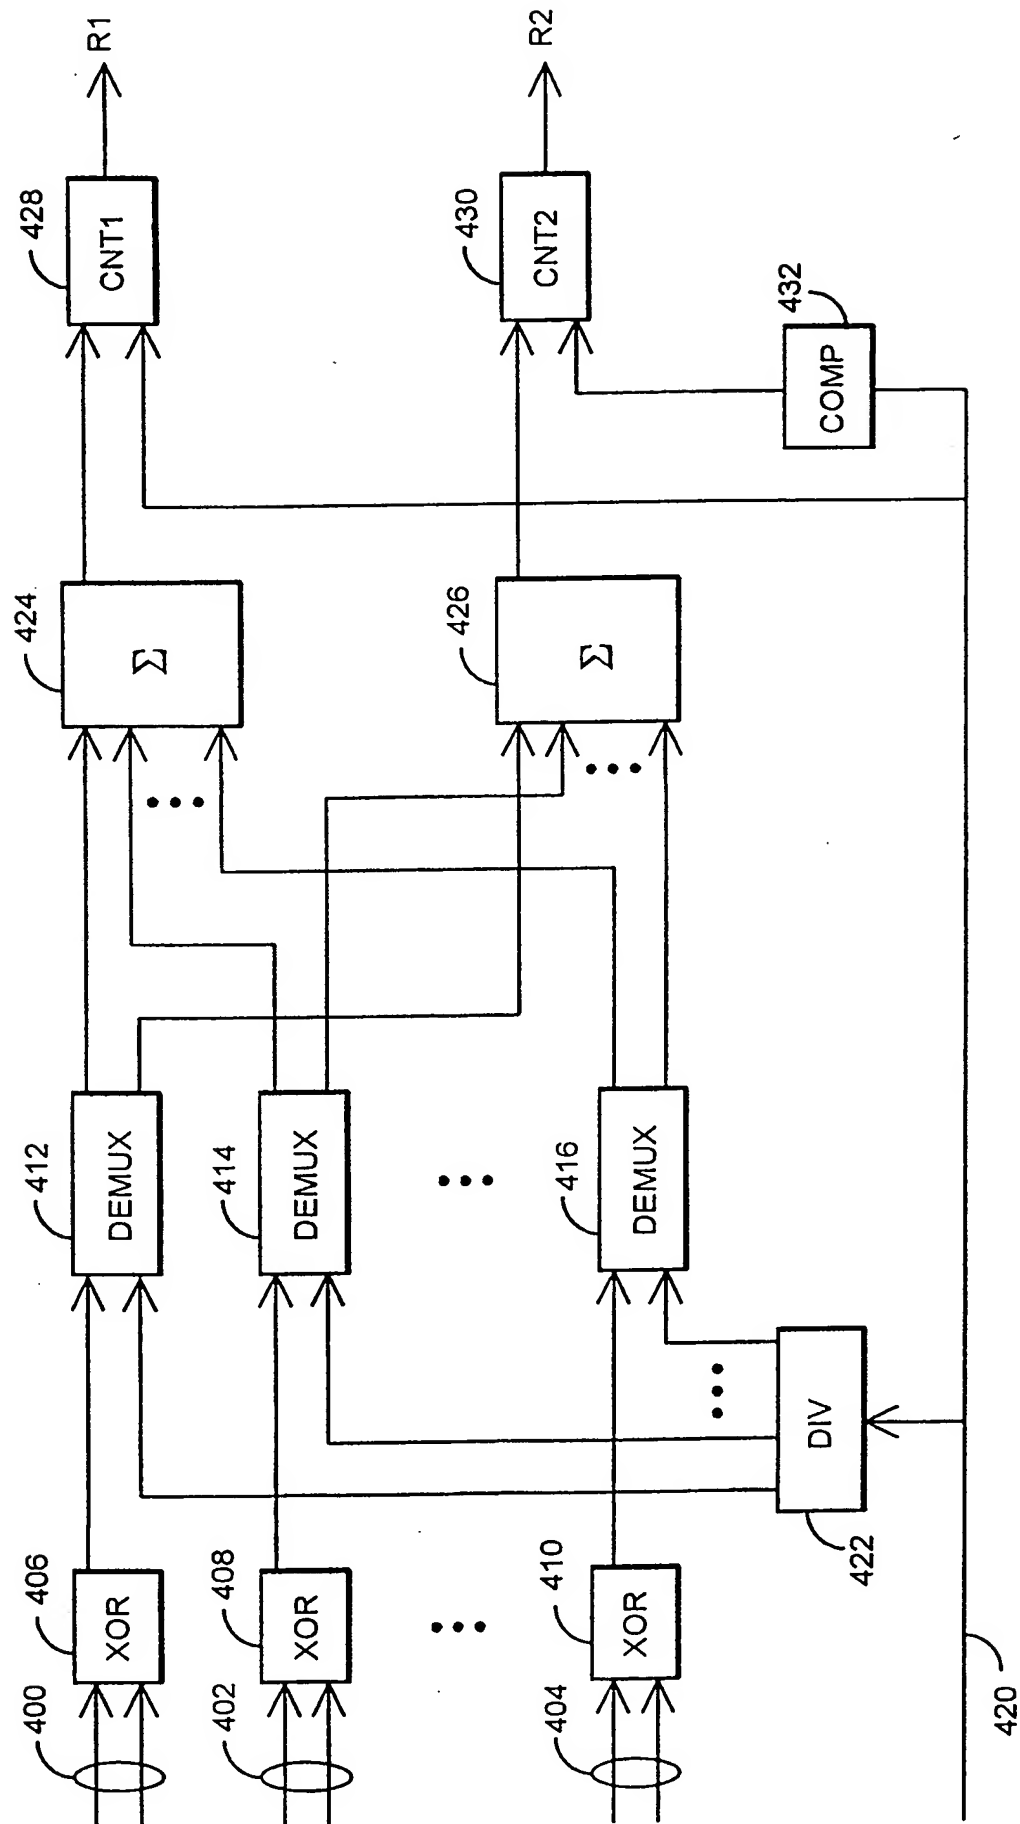 400
XOR
406
DEMUX
412
Σ
424
CNT1
428
R1
402
XOR
408
DEMUX
414
404
XOR
410
DEMUX
416
Σ
426
CNT2
430
R2
DIV
422
COMP
432
420